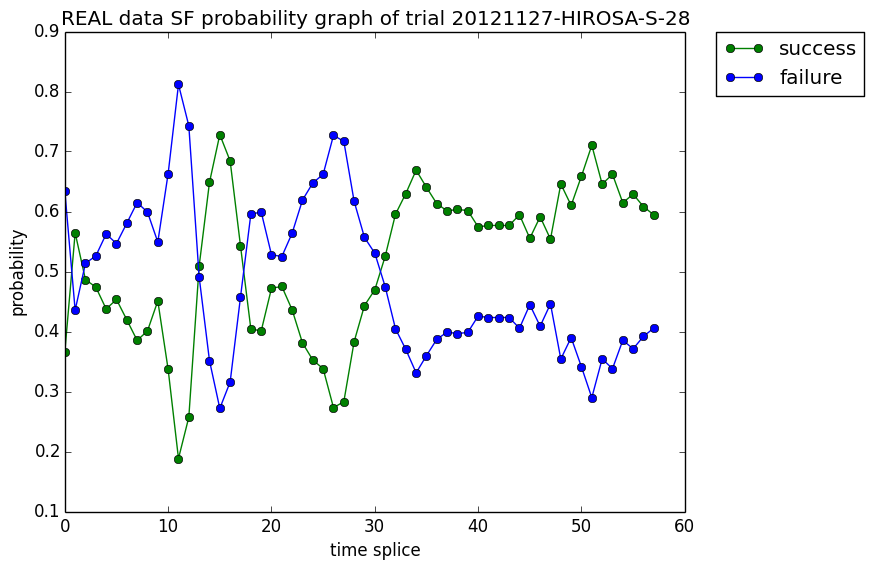 REAL data SF probability graph of trial 20121127-HIROSA-S-28
success
failure
0.9
0.8
0.7
0.6
0.5
0.4
0.3
0.2
0.1
probability
0 10 20 30 40 50 60
time splice